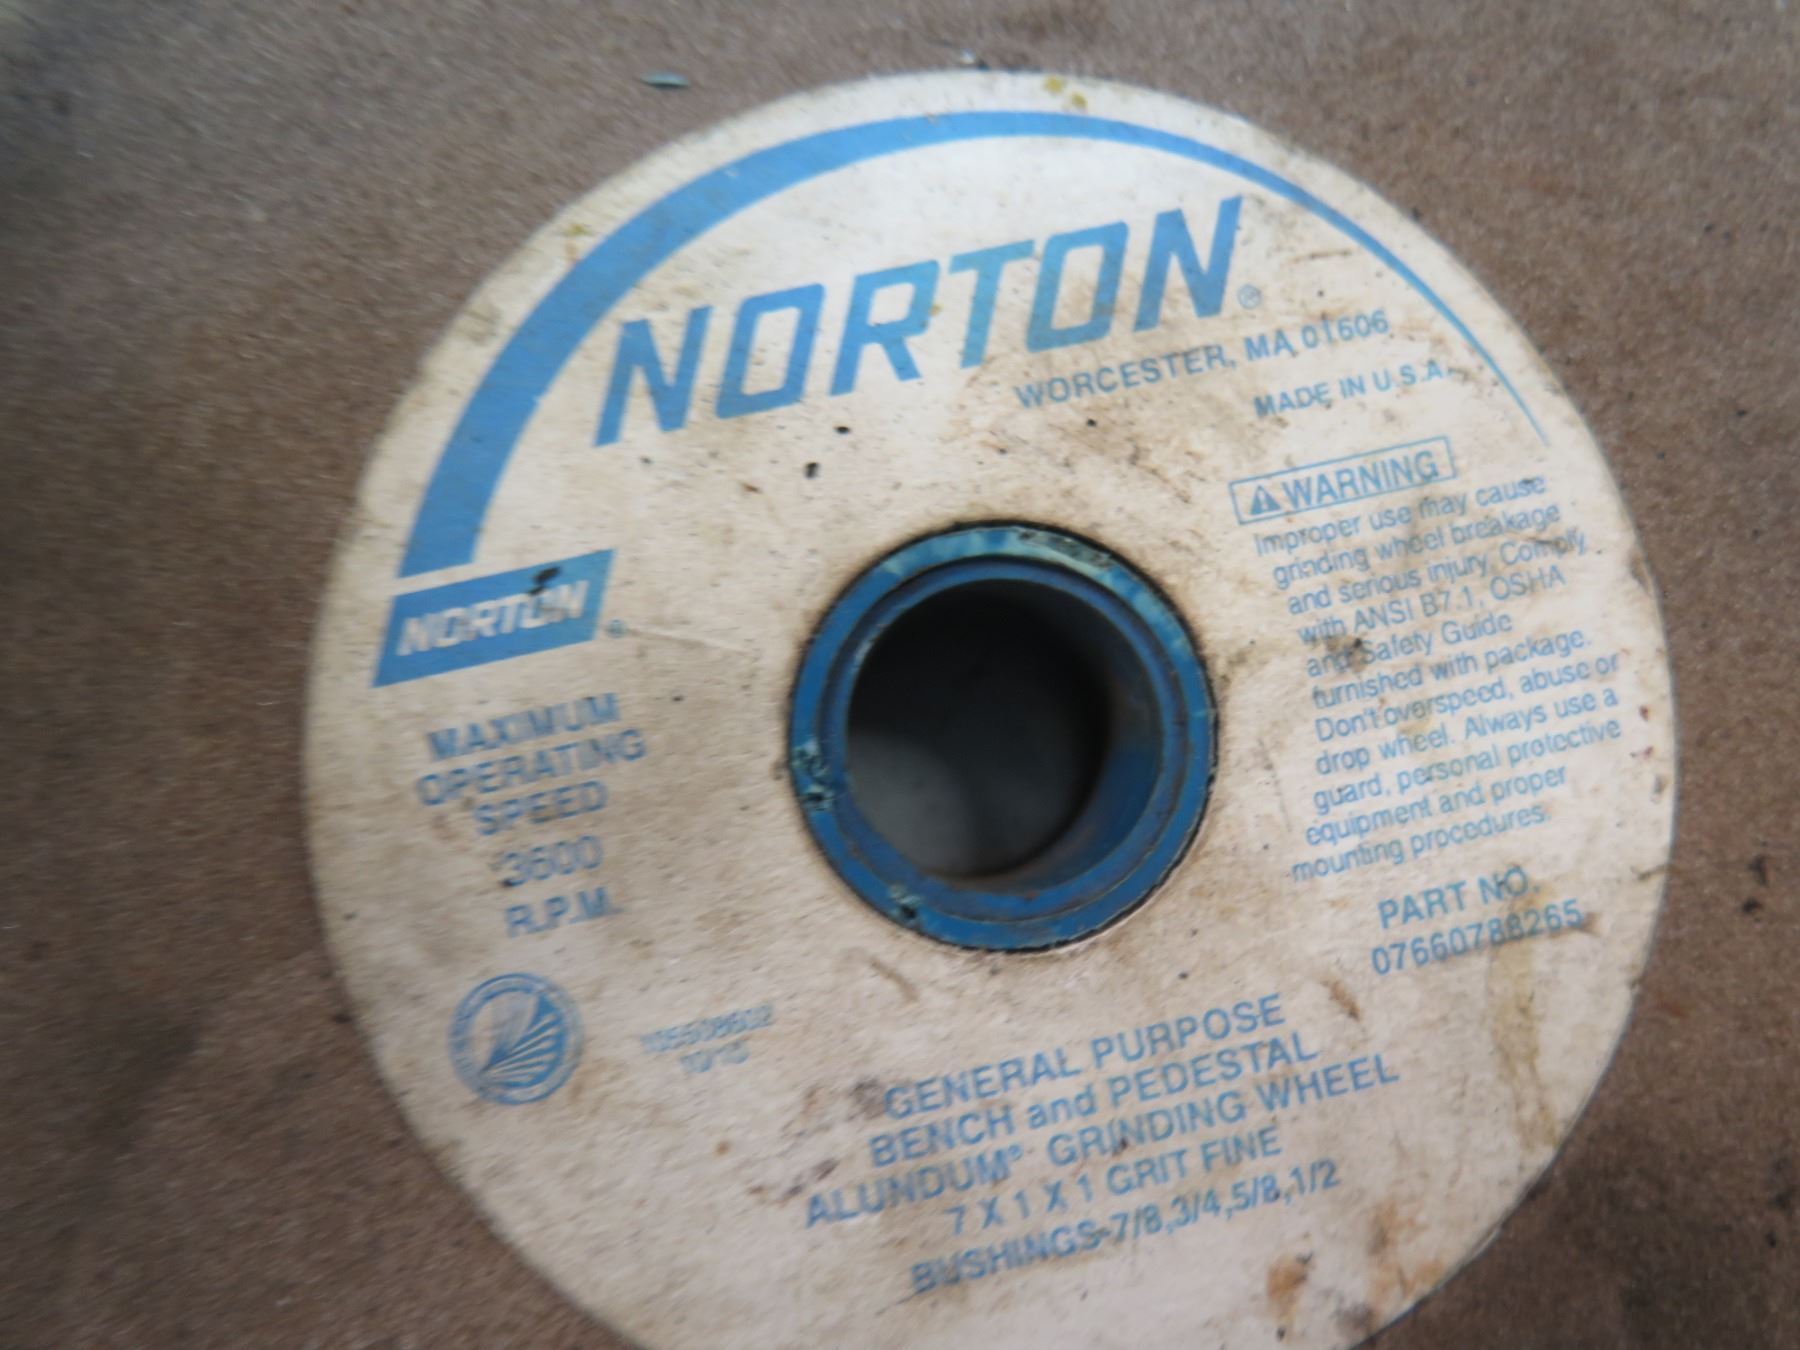 NORTON®
WORCESTER, MA 01606
MADE IN U.S.A.
NORTON®
MAXIMUM
OPERATING
SPEED
3600
R.P.M.
WARNING
Improper use may cause
grinding wheel breakage
and serious injury. Comply
with ANSI B7.1, OSHA
and Safety Guide
furnished with package.
Don't overspeed, abuse or
drop wheel. Always use a
guard, personal protective
equipment and proper
mounting procedures.
PART NO.
07660788265
GENERAL PURPOSE
BENCH and PEDESTAL
ALUNDUM® GRINDING WHEEL
7 X 1 X 1 GRIT FINE
BUSHINGS-7/8,3/4,5/8,1/2